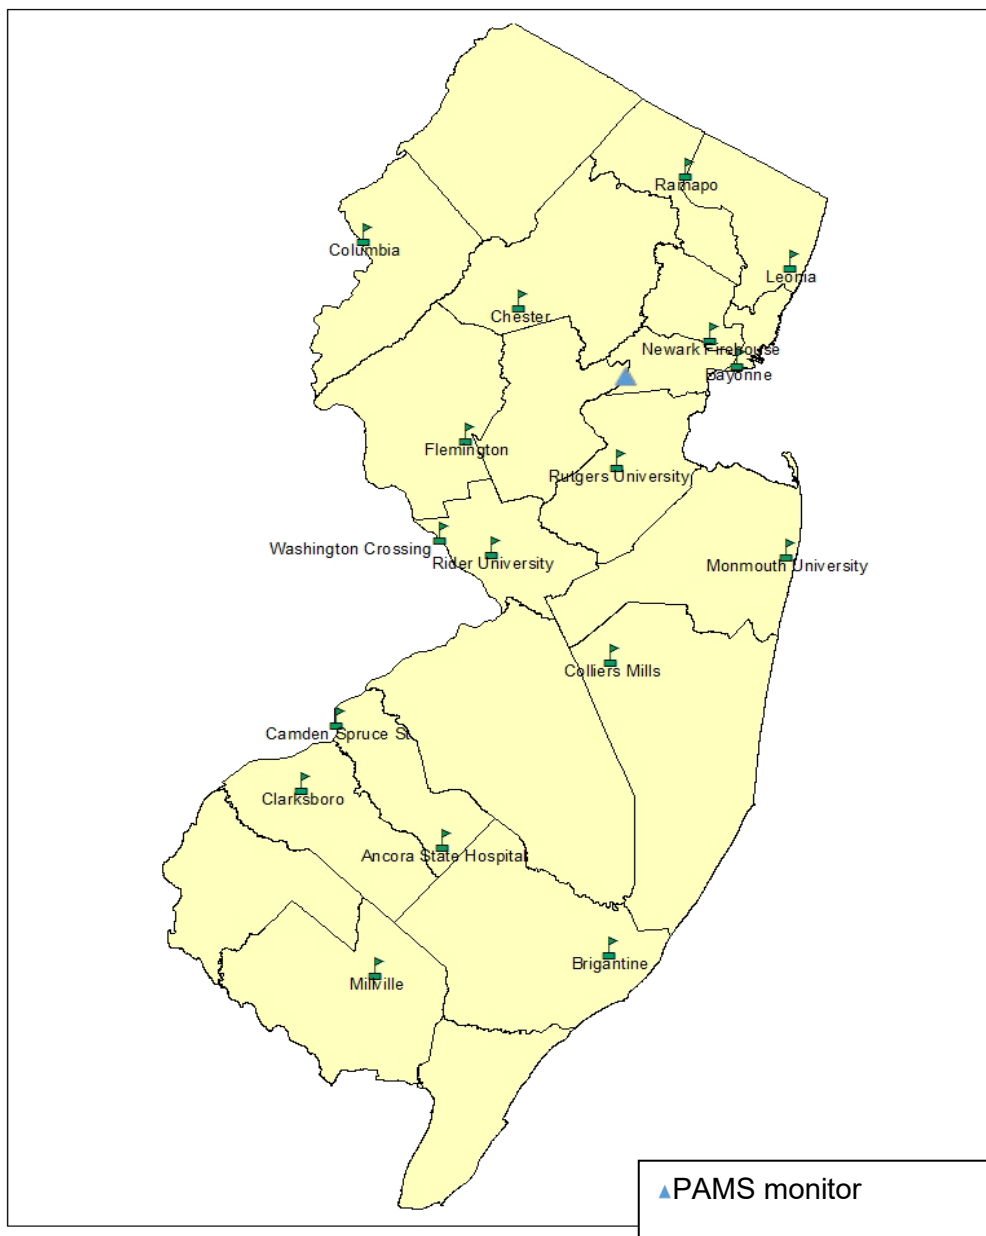 Ramapo
Columbia
Leonia
Chester
Newark Firehouse
Bayonne
Flemington
Rutgers University
Washington Crossing
Rider University
Monmouth University
Colliers Mills
Camden Spruce St
Clarksboro
Ancora State Hospital
Brigantine
Millville
PAMS monitor